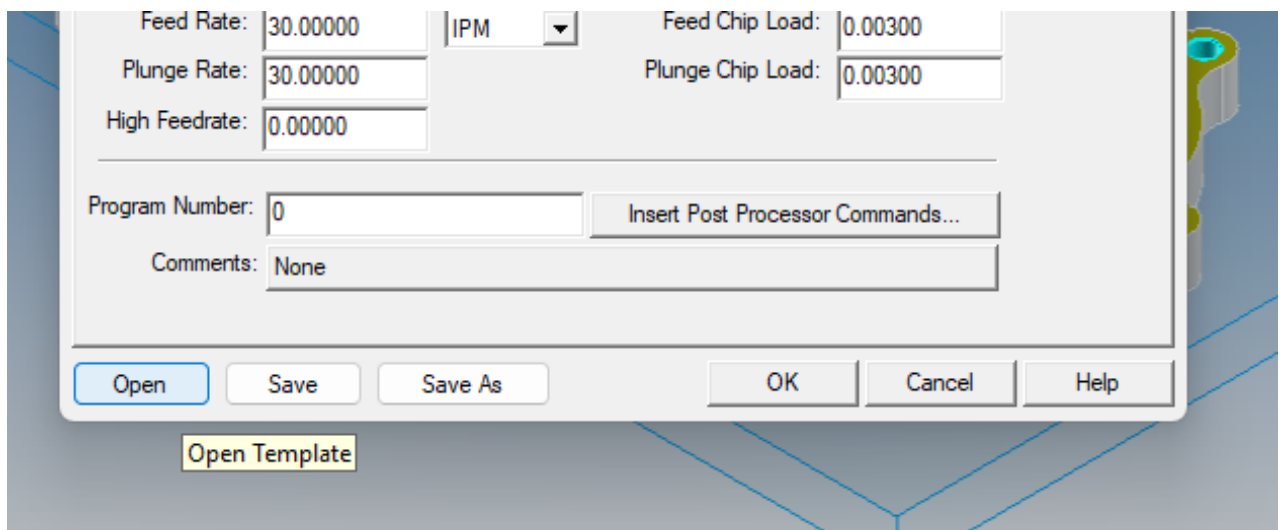 Feed Rate: 30.00000 IPM Feed Chip Load: 0.00300
Plunge Rate: 30.00000 Plunge Chip Load: 0.00300
High Feedrate: 0.00000
Program Number: 0 Insert Post Processor Commands...
Comments: None
Open Save Save As OK Cancel Help
Open Template